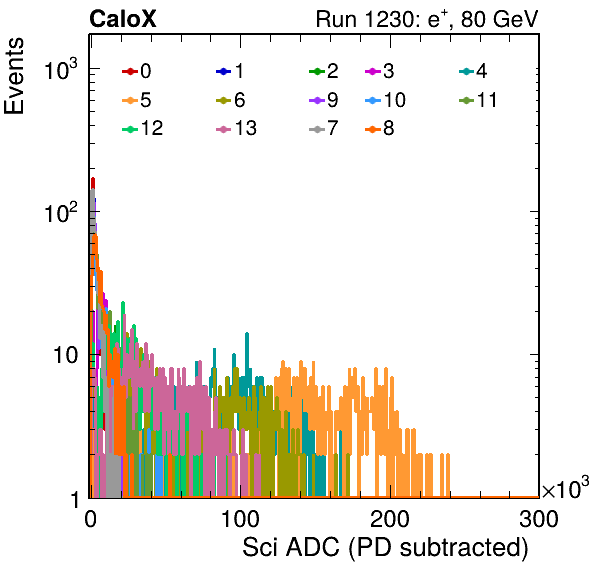 CaloX Run 1230: e⁺, 80 GeV
Events
10³
10²
10
1
0 1 2 3 4
5 6 9 10 11
12 13 7 8
0 100 200 300
×10³
Sci ADC (PD subtracted)